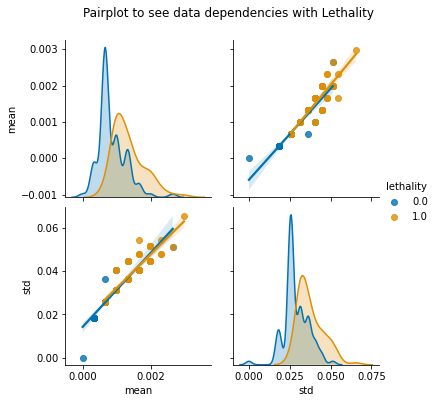 Pairplot to see data dependencies with Lethality
0.003
0.002
0.001
0.000
−0.001
mean
lethality
0.0
1.0
0.06
0.04
0.02
0.00
std
0.000
0.002
mean
0.000
0.025
0.050
0.075
std